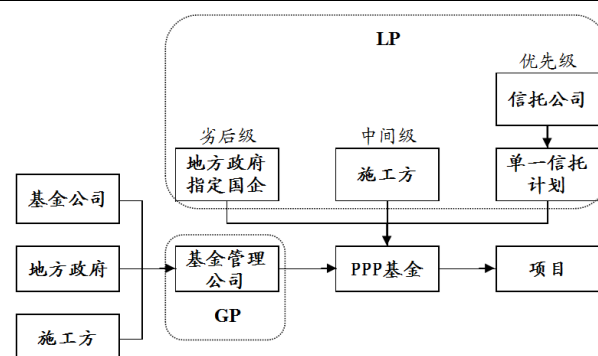 LP
优先级
信托公司
劣后级
中间级
地方政府
指定国企
施工方
单一信托
计划
基金公司
地方政府
基金管理
公司
PPP基金
项目
GP
施工方